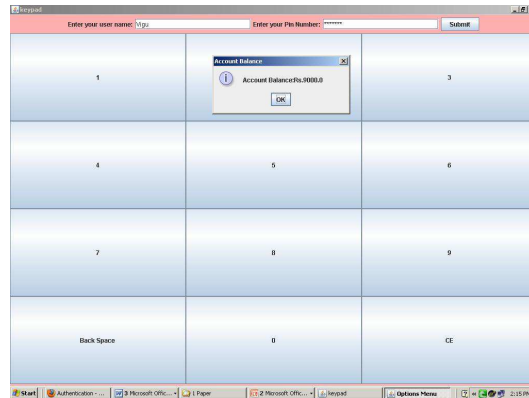 keypad
Enter your user name: Vigu Enter your Pin Number: ******* Submit
Account Balance
Account Balance:Rs.9000.0
OK
1 3
4 5 6
7 8 9
Back Space 0 CE
Start Authentication - ... 3 Microsoft Offic... 1 Paper 2 Microsoft Offic... keypad Options Menu 2:15 PM